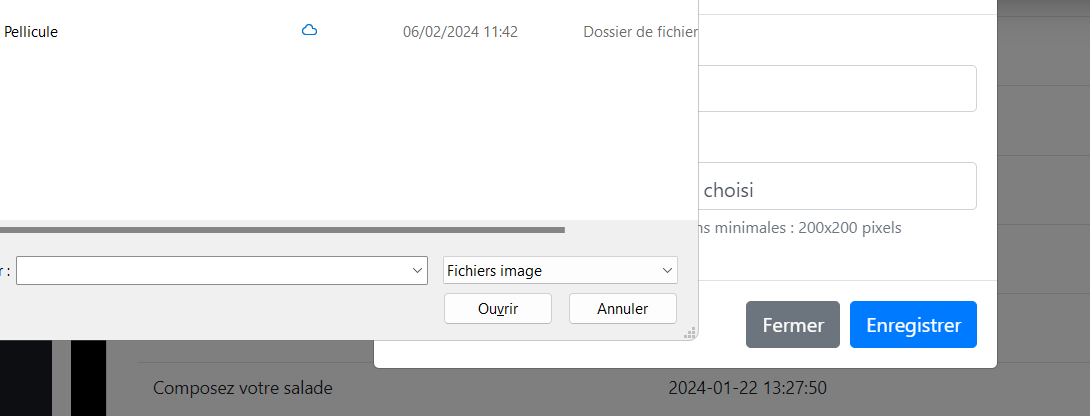 Pellicule 06/02/2024 11:42 Dossier de fichier
choisi
ns minimales : 200x200 pixels
r : Fichiers image
Ouvrir Annuler
Fermer Enregistrer
Composez votre salade 2024-01-22 13:27:50